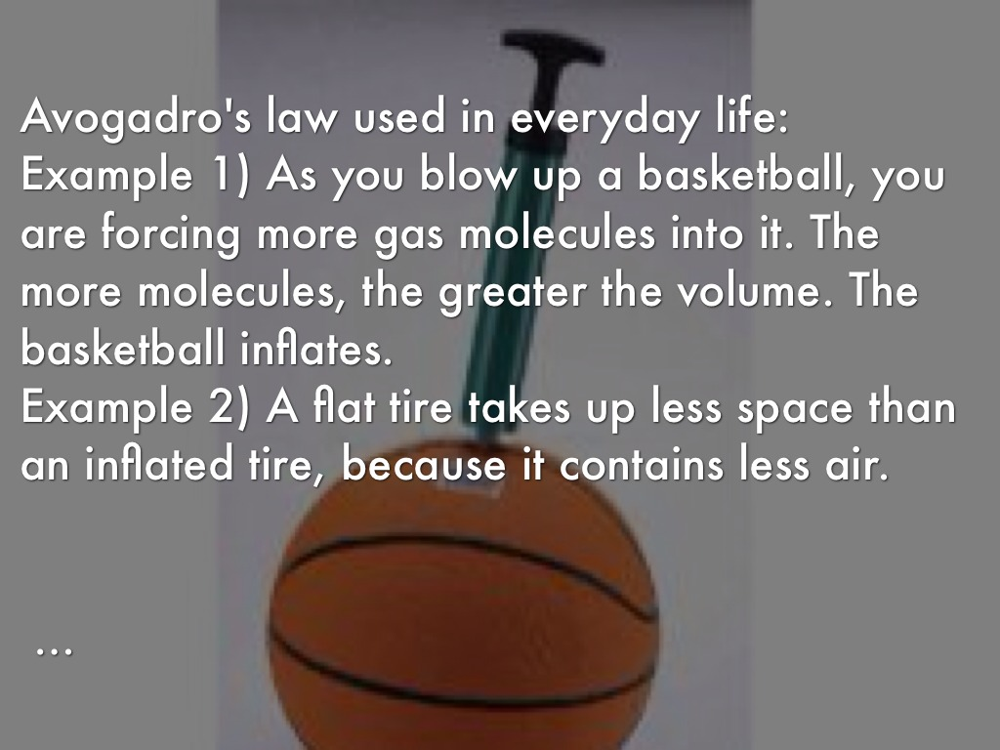 Avogadro's law used in everyday life:
Example 1) As you blow up a basketball, you
are forcing more gas molecules into it. The
more molecules, the greater the volume. The
basketball inflates.
Example 2) A flat tire takes up less space than
an inflated tire, because it contains less air.
...